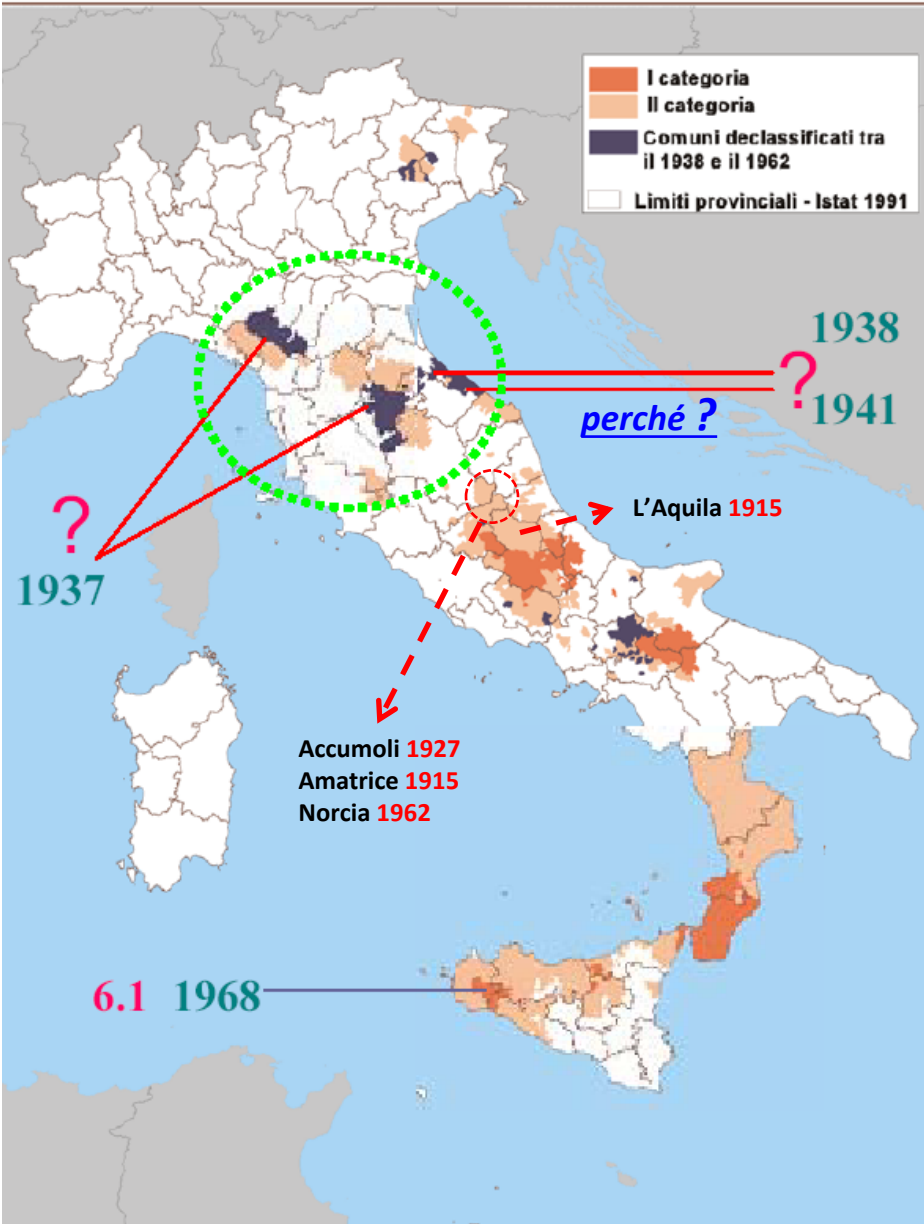 I categoria
II categoria
Comuni declassificati tra
il 1938 e il 1962
Limiti provinciali - Istat 1991
1938
?
1941
perché ?
L’Aquila 1915
?
1937
Accumoli 1927
Amatrice 1915
Norcia 1962
6.1 1968